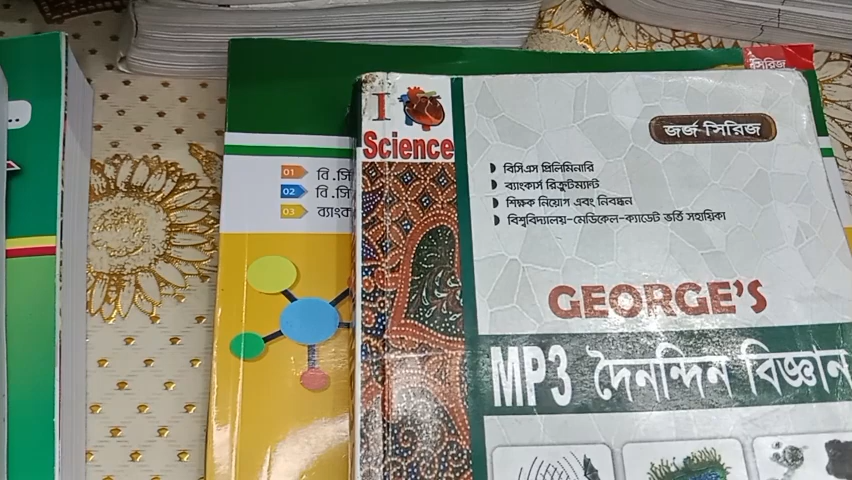 সিরিজ
I
Science
জর্জ সিরিজ
বিসিএস প্রিলিমিনারি
ব্যাংকার্স রিক্রুটম্যান্ট
শিক্ষক নিয়োগ এবং নিবন্ধন
বিশ্ববিদ্যালয়-মেডিকেল-ক্যাডেট ভর্তি সহায়িকা
GEORGE'S
MP3 দৈনন্দিন বিজ্ঞান
01 বি.সি
02 বি.সি
03 ব্যাংক